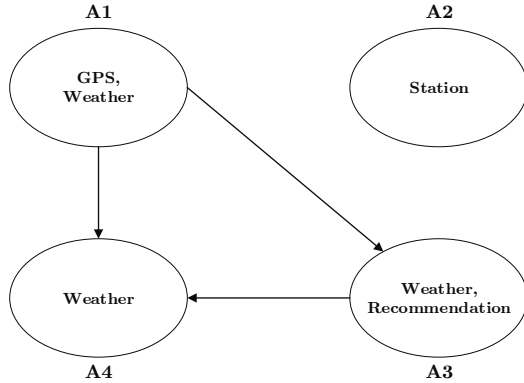 A1
A2
GPS,
Weather
Station
Weather
Weather,
Recommendation
A4
A3